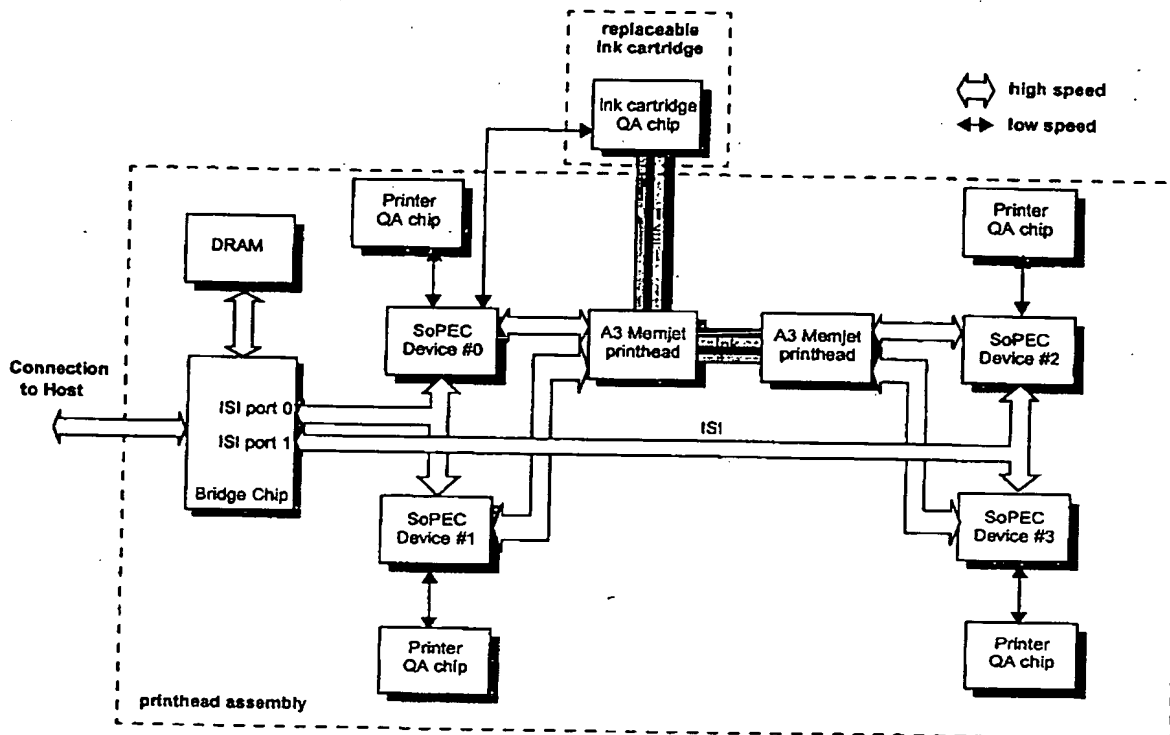 replaceable
ink cartridge
Ink cartridge
QA chip
high speed
low speed
Printer
QA chip
Printer
QA chip
DRAM
Ink
SoPEC
Device #0
A3 Memjet
printhead
Ink
A3 Memjet
printhead
SoPEC
Device #2
Connection
to Host
ISI port 0
ISI port 1
Bridge Chip
ISI
SoPEC
Device #1
SoPEC
Device #3
Printer
QA chip
Printer
QA chip
printhead assembly